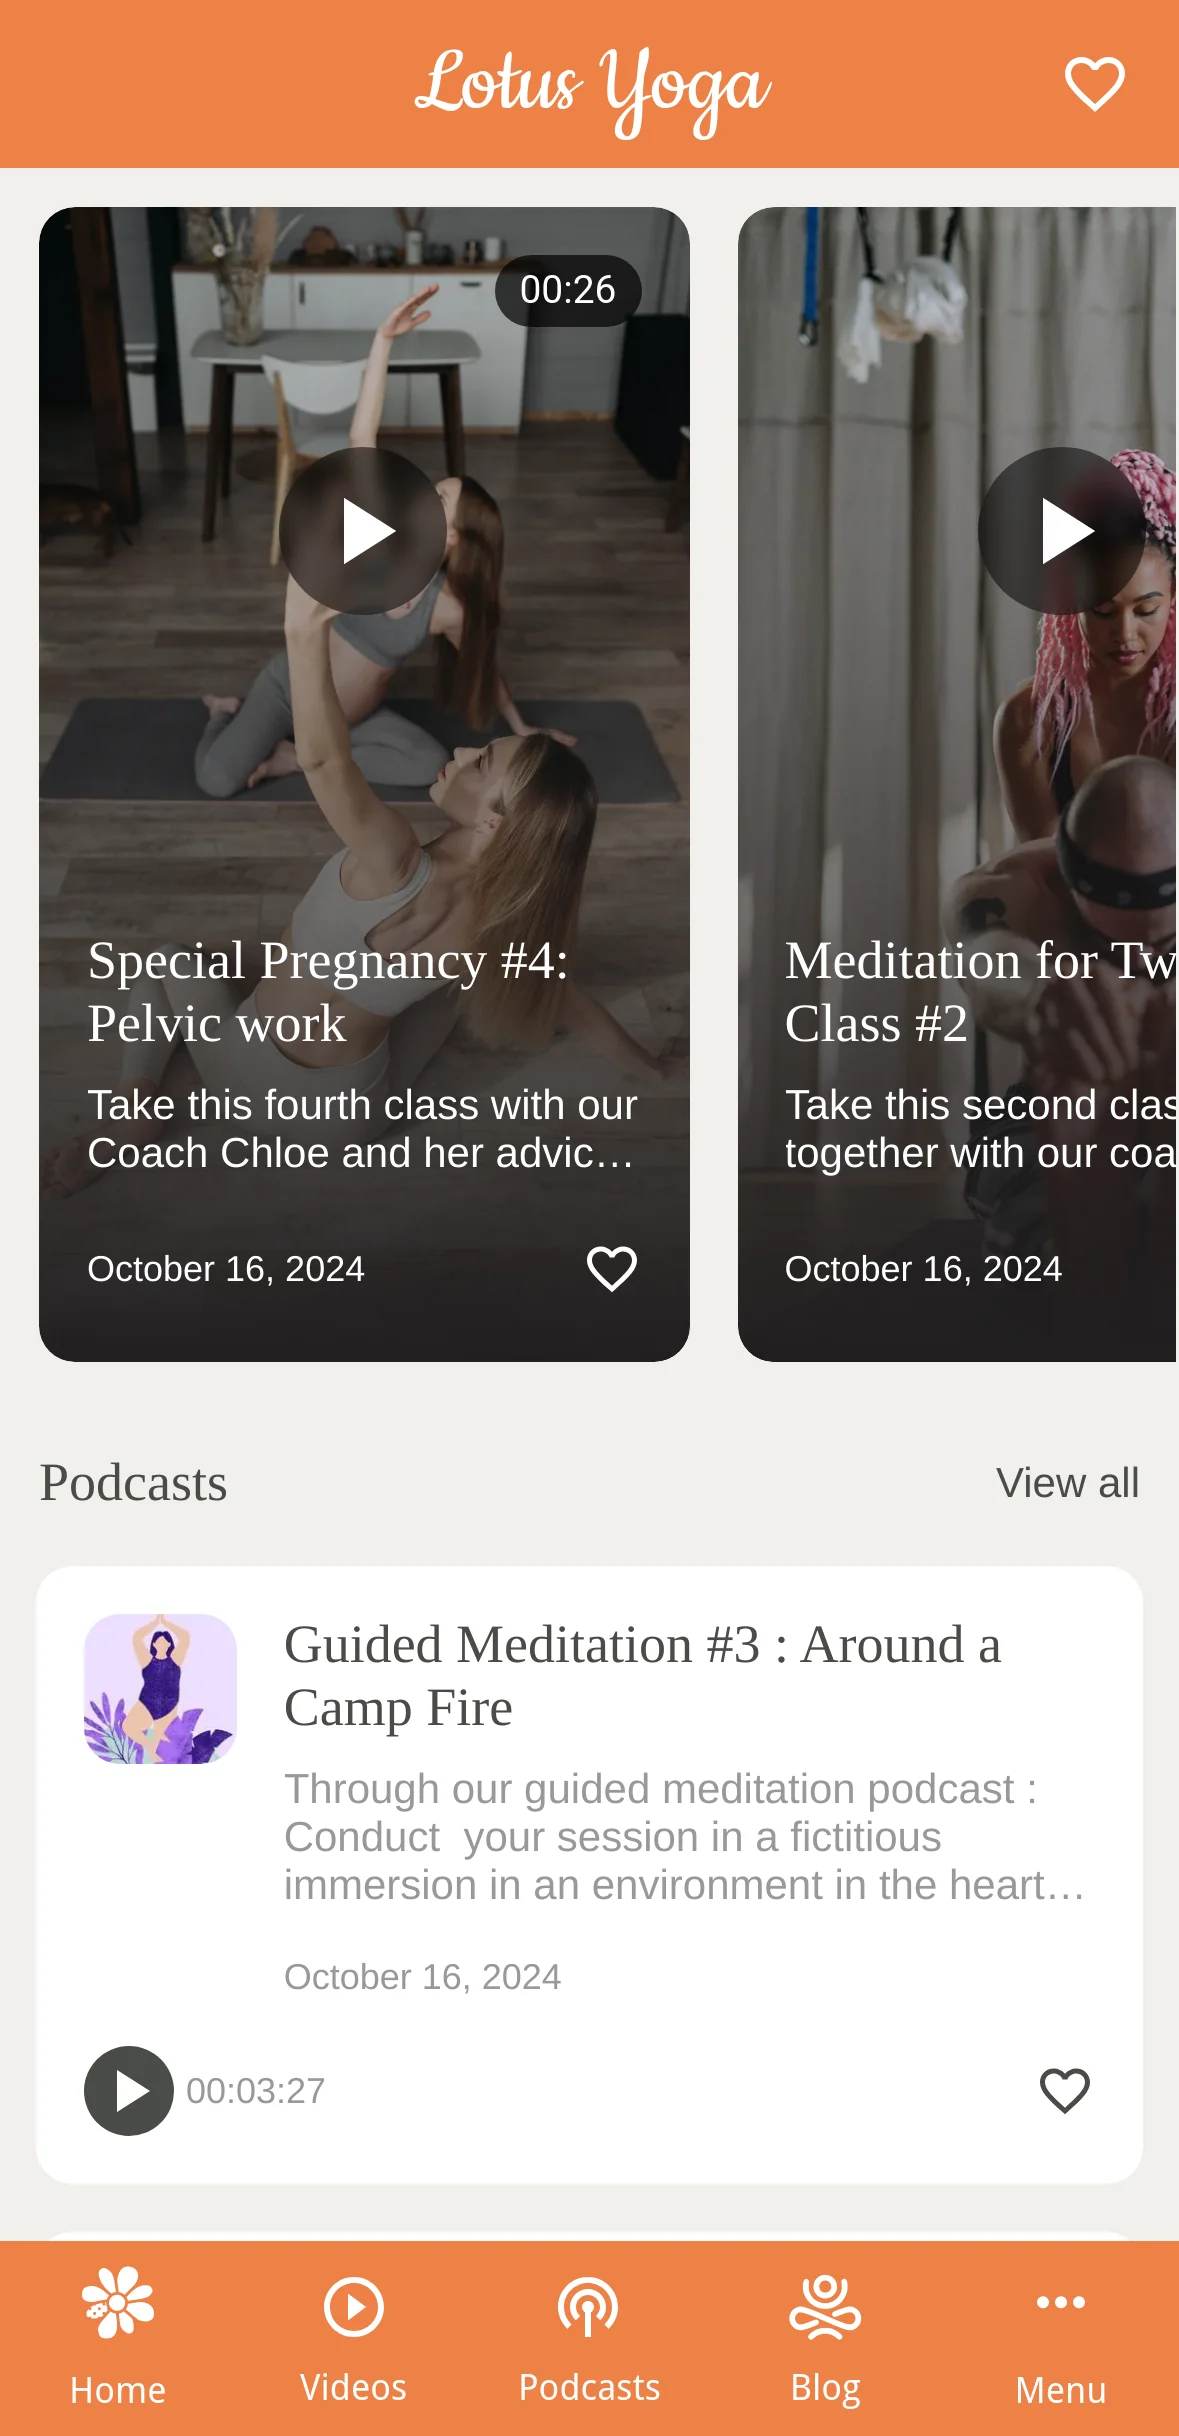 Lotus Yoga
00:26
Special Pregnancy #4:
Pelvic work
Take this fourth class with our
Coach Chloe and her advic…
October 16, 2024
Meditation for Tw
Class #2
Take this second clas
together with our coa
October 16, 2024
Podcasts
View all
Guided Meditation #3 : Around a
Camp Fire
Through our guided meditation podcast :
Conduct  your session in a fictitious
immersion in an environment in the heart…
October 16, 2024
00:03:27
Home
Videos
Podcasts
Blog
Menu